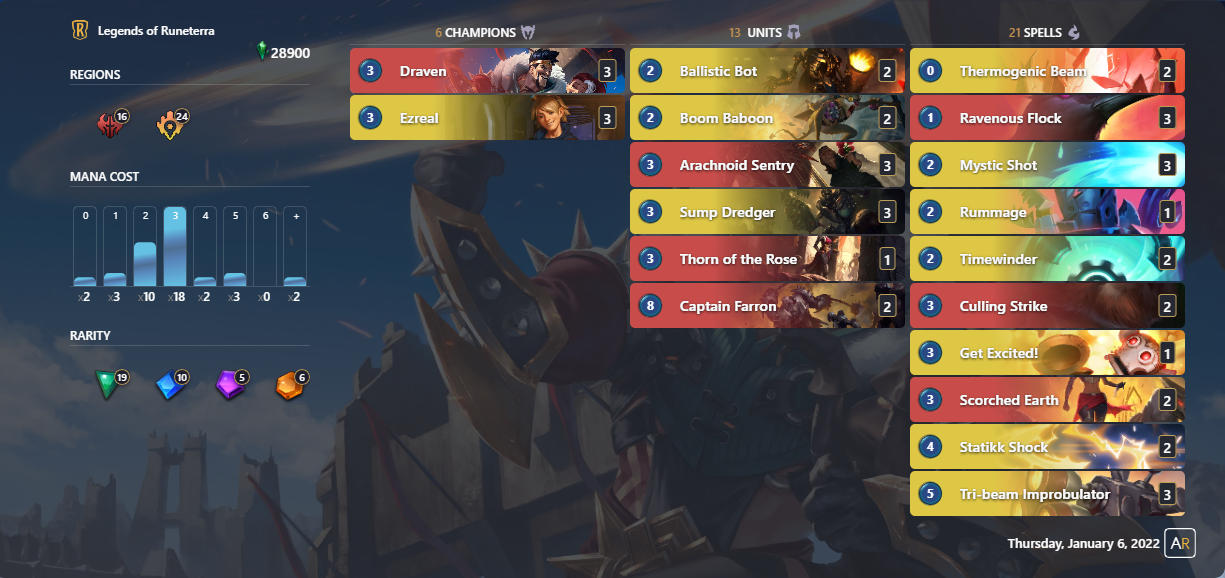 Legends of Runeterra
28900
REGIONS
16
24
MANA COST
0 1 2 3 4 5 6 +
x2 x3 x10 x18 x2 x3 x0 x2
RARITY
19
10
5
6
6 CHAMPIONS
3 Draven 3
3 Ezreal 3
13 UNITS
2 Ballistic Bot 2
2 Boom Baboon 2
3 Arachnoid Sentry 3
3 Sump Dredger 3
3 Thorn of the Rose 1
8 Captain Farron 2
21 SPELLS
0 Thermogenic Beam 2
1 Ravenous Flock 3
2 Mystic Shot 3
2 Rummage 1
2 Timewinder 2
3 Culling Strike 2
3 Get Excited! 1
3 Scorched Earth 2
4 Statikk Shock 2
5 Tri-beam Improbulator 3
Thursday, January 6, 2022 AR